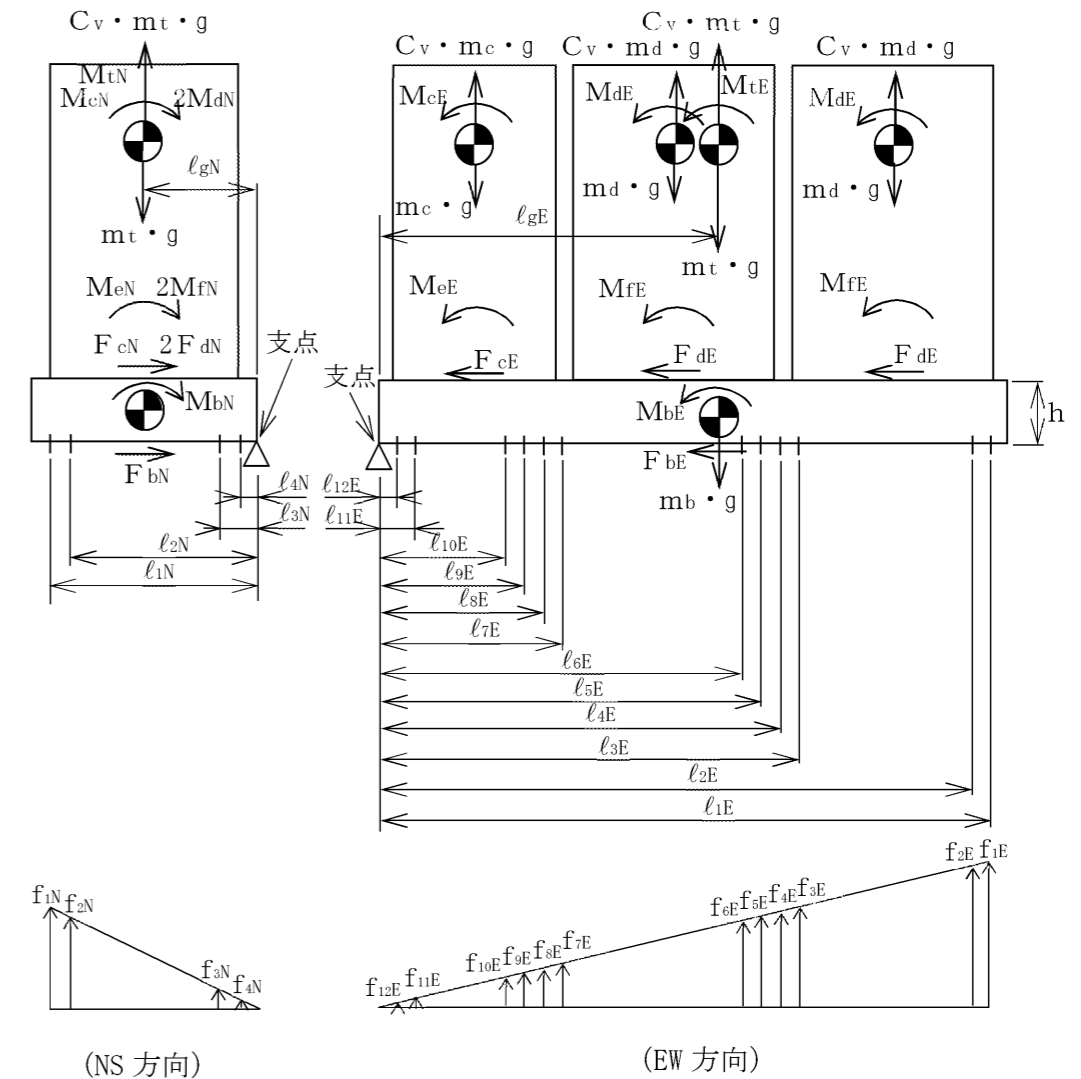 Cv・mt・g
MtN
McN 2MdN
ℓgN
mt・g
MeN 2MfN
FcN 2FdN
支点
MbN
FbN
ℓ4N
ℓ3N
ℓ2N
ℓ1N
Cv・mt・g
Cv・mc・g Cv・md・g Cv・md・g
McE MdE MtE MdE
mc・g md・g md・g
ℓgE
mt・g
MeE MfE MfE
FcE FdE FdE
支点
MbE
h
FbE
mb・g
ℓ12E
ℓ11E
ℓ10E
ℓ9E
ℓ8E
ℓ7E
ℓ6E
ℓ5E
ℓ4E
ℓ3E
ℓ2E
ℓ1E
f1N f2N
f3N f4N
(NS 方向)
f12E f11E f10E f9E f8E f7E f6E f5E f4E f3E f2E f1E
(EW 方向)